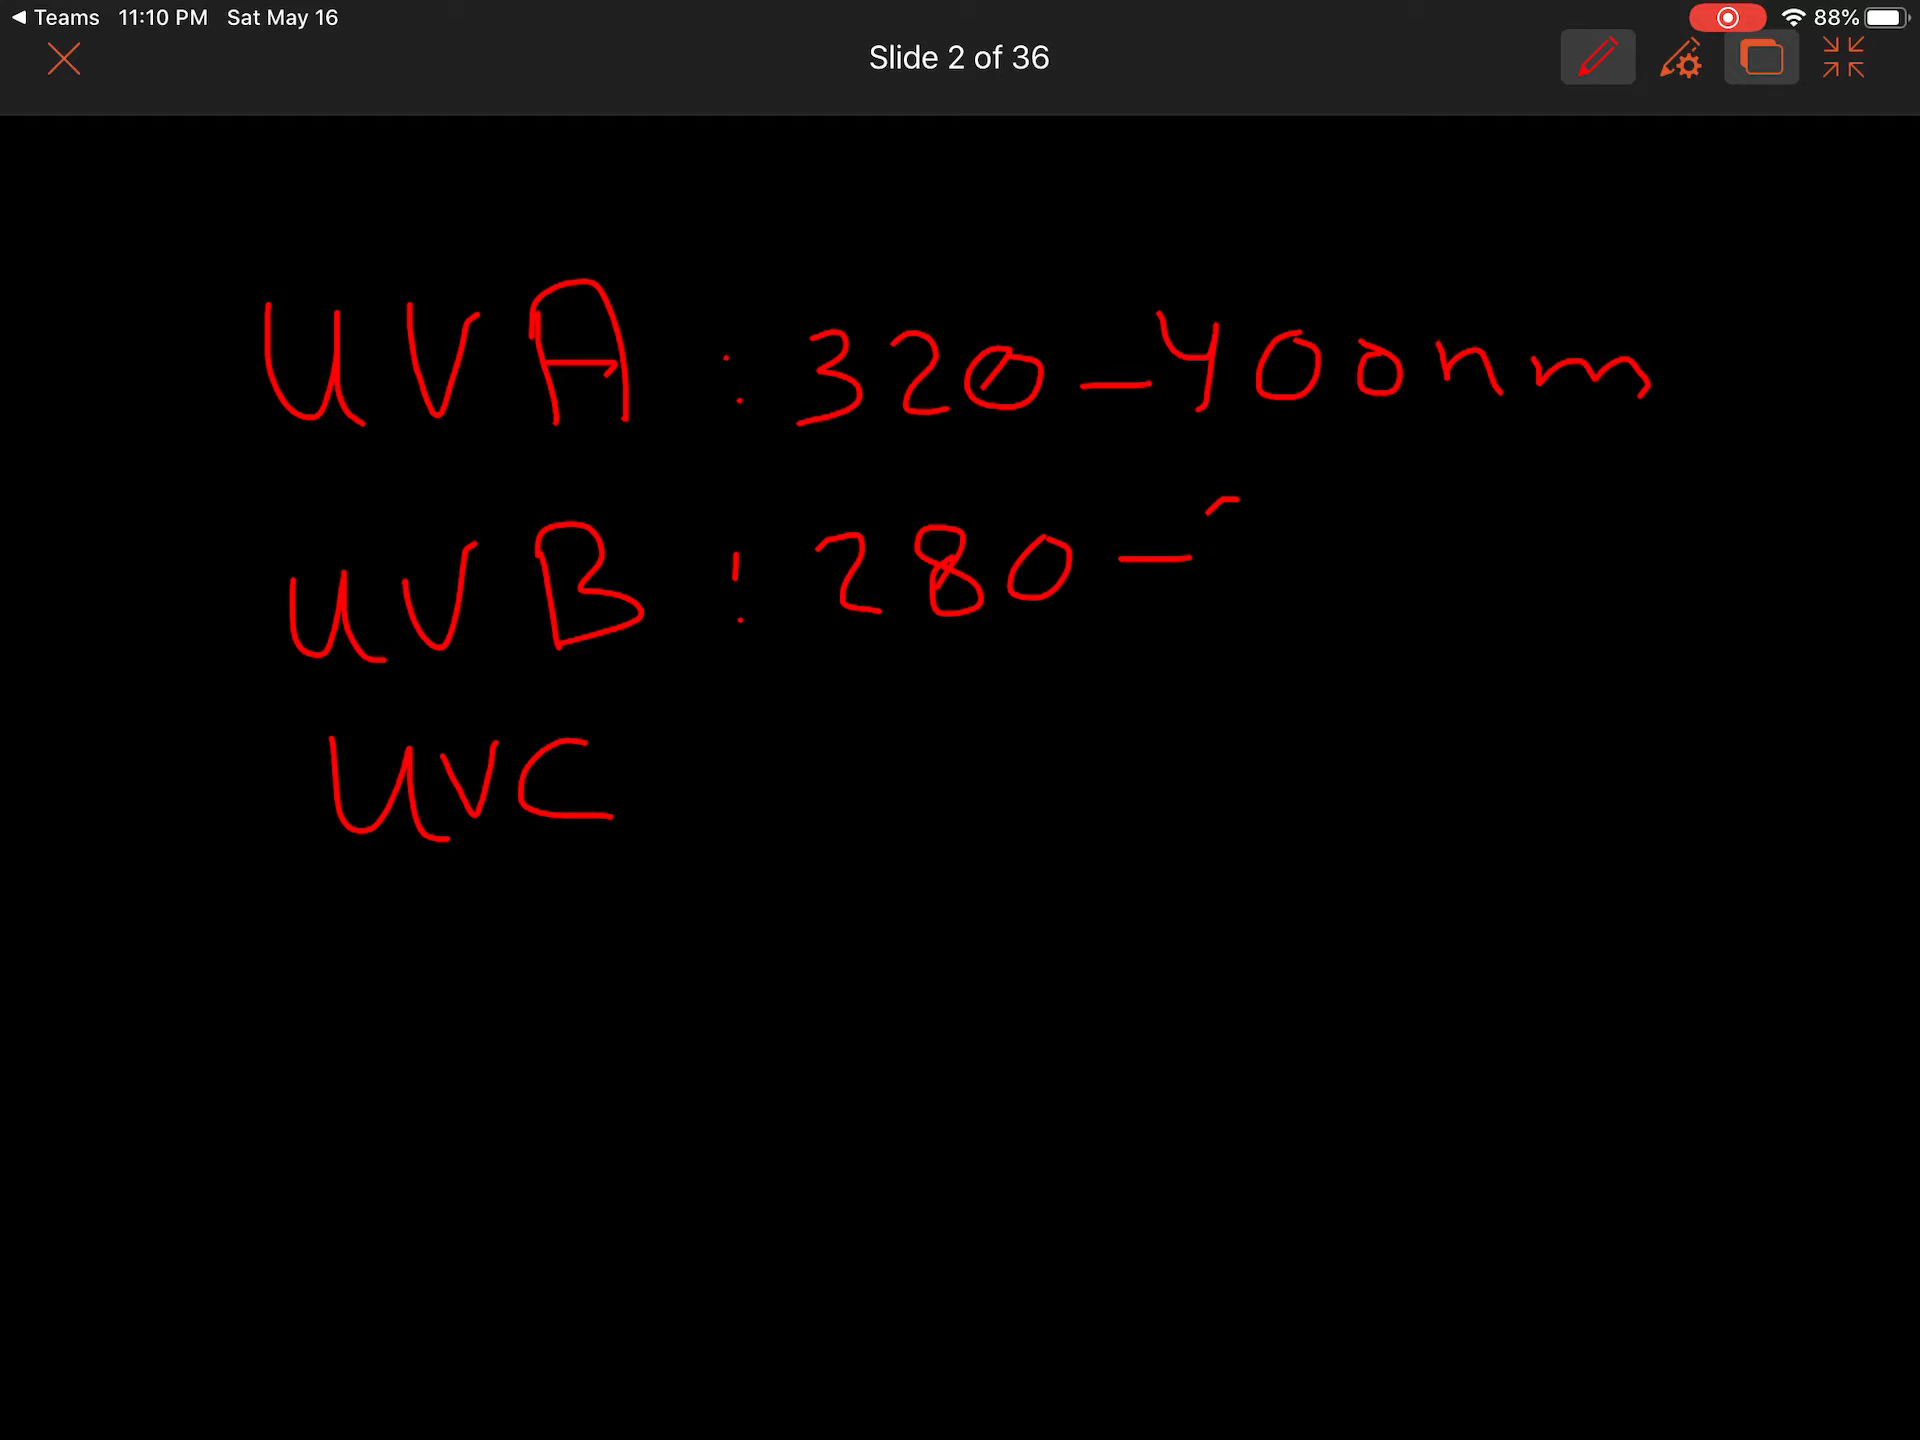 Teams 11:10 PM Sat May 16 88%
Slide 2 of 36
UVA : 320-400nm
UVB : 280-
UVC